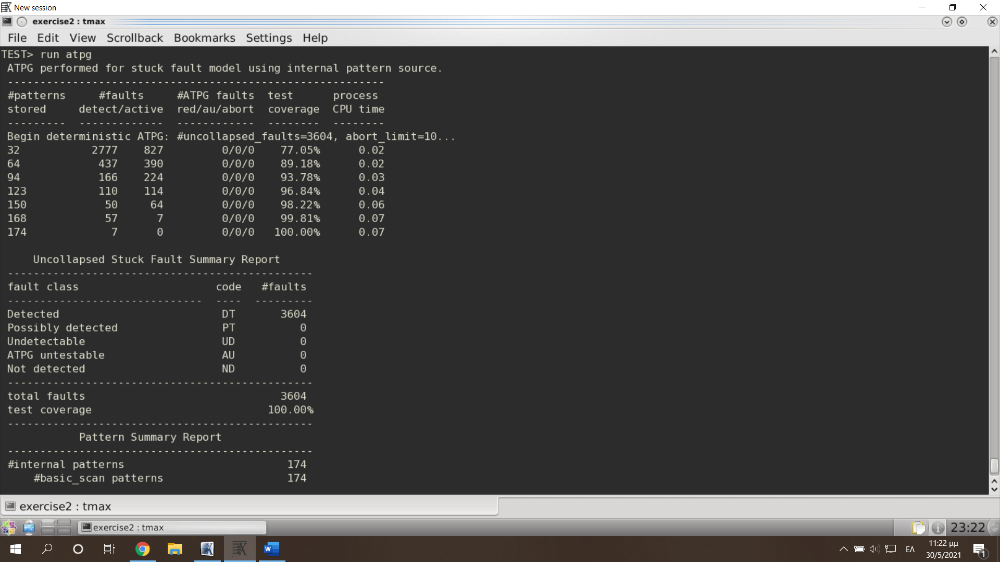 New session
exercise2 : tmax
File Edit View Scrollback Bookmarks Settings Help
TEST> run atpg
ATPG performed for stuck fault model using internal pattern source.
----------------------------------------------------------
#patterns #faults #ATPG faults test process
stored detect/active red/au/abort coverage CPU time
--------- ------------- ------------ -------- --------
Begin deterministic ATPG: #uncollapsed_faults=3604, abort_limit=10...
32 2777 827 0/0/0 77.05% 0.02
64 437 390 0/0/0 89.18% 0.02
94 166 224 0/0/0 93.78% 0.03
123 110 114 0/0/0 96.84% 0.04
150 50 64 0/0/0 98.22% 0.06
168 57 7 0/0/0 99.81% 0.07
174 7 0 0/0/0 100.00% 0.07
Uncollapsed Stuck Fault Summary Report
-----------------------------------------------
fault class code #faults
------------------------------ ---- ---------
Detected DT 3604
Possibly detected PT 0
Undetectable UD 0
ATPG untestable AU 0
Not detected ND 0
-----------------------------------------------
total faults 3604
test coverage 100.00%
-----------------------------------------------
Pattern Summary Report
-----------------------------------------------
#internal patterns 174
#basic_scan patterns 174
exercise2 : tmax
exercise2 : tmax
23:22
ΕΛ
11:22 μμ
30/5/2021
1